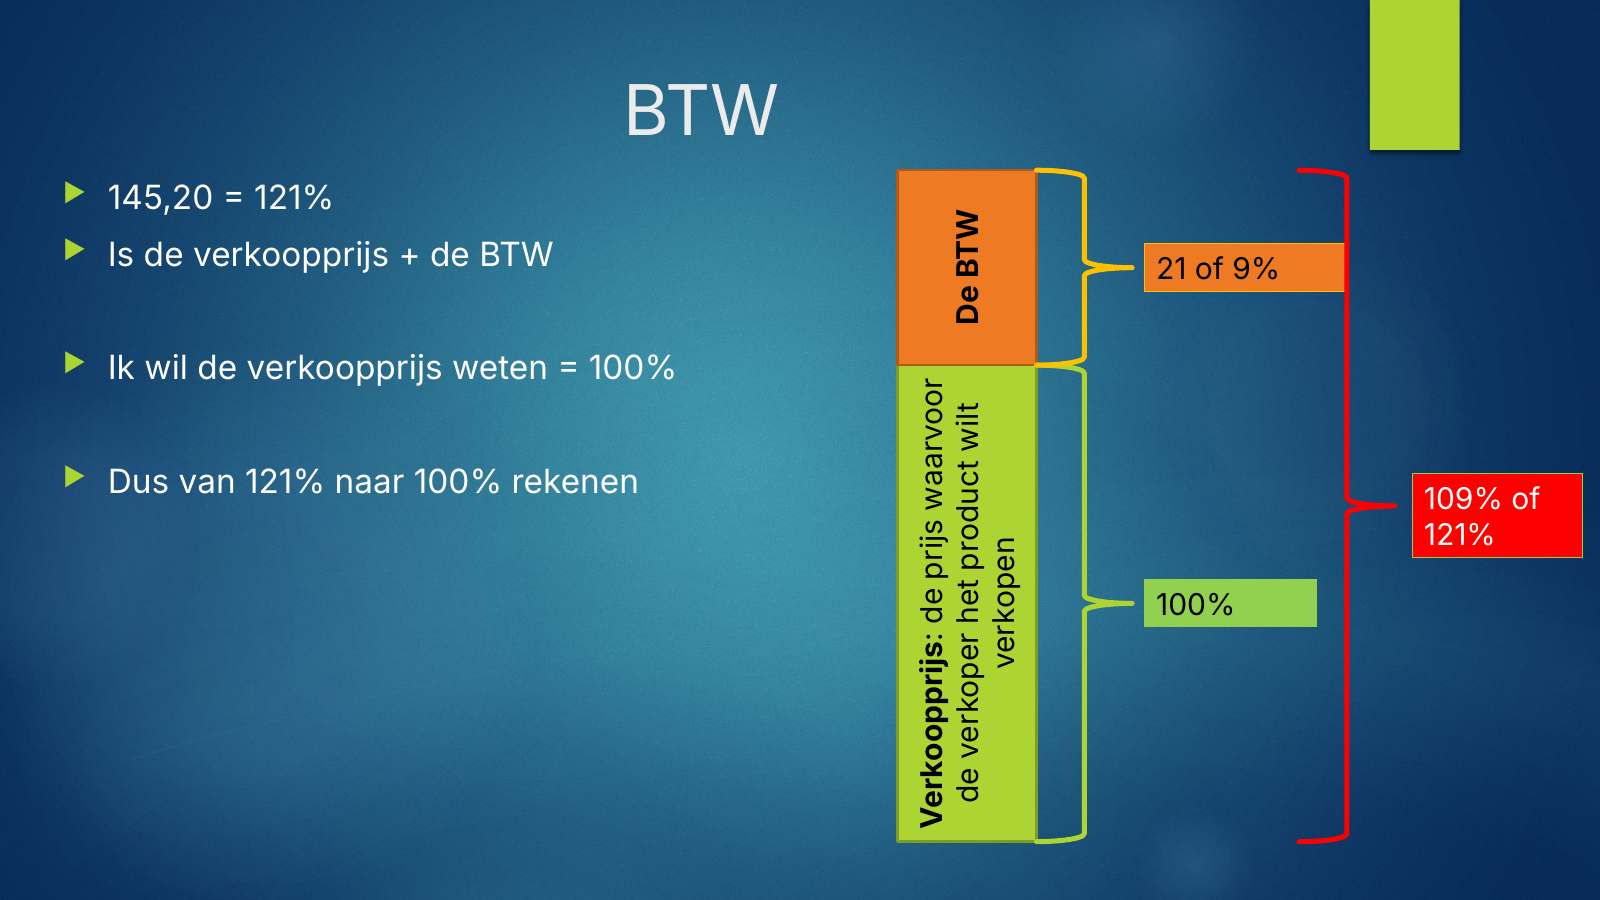 BTW
145,20 = 121%
Is de verkoopprijs + de BTW
Ik wil de verkoopprijs weten = 100%
Dus van 121% naar 100% rekenen
De BTW
21 of 9%
Verkoopprijs: de prijs waarvoor
de verkoper het product wilt
verkopen
100%
109% of
121%